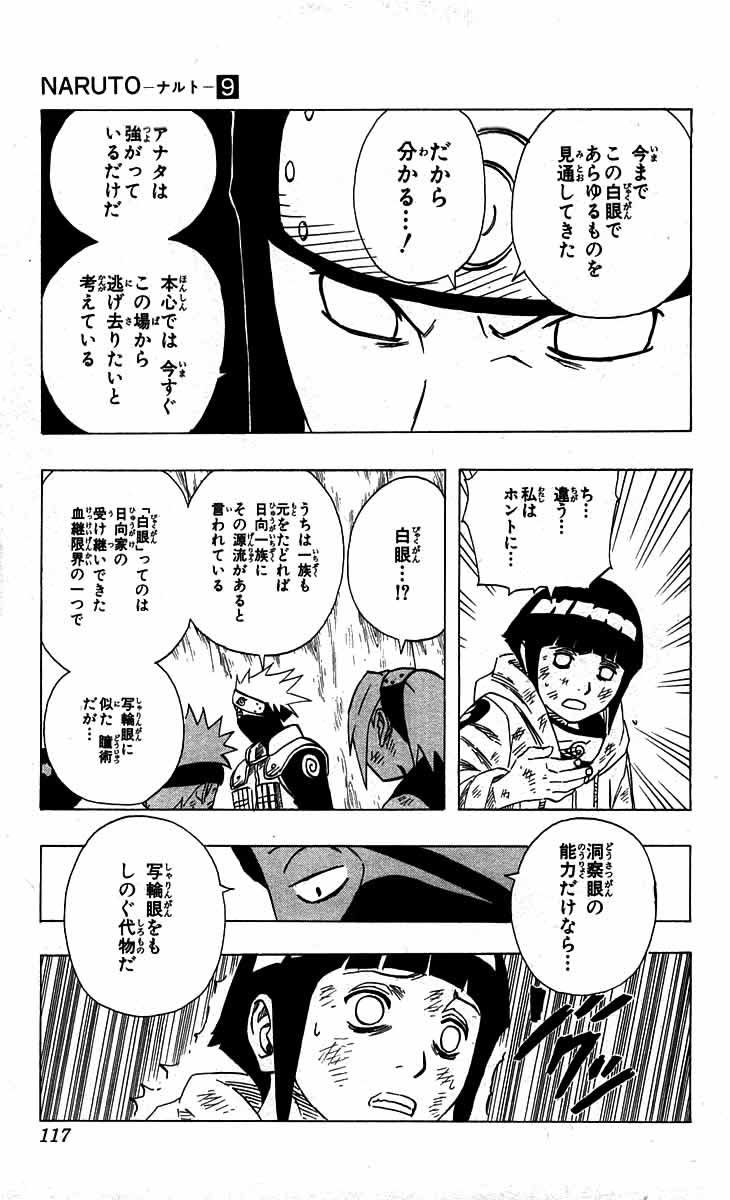 NARUTO－ナルト－9
今まで
この白眼で
あらゆるものを
見通してきた
だから
分かる…！
アナタは
強がって
いるだけだ
本心では 今すぐ
この場から
逃げ去りたいと
考えている
ち…
違う…
私は
ホントに…
白眼…!?
うちは一族も
元をたどれば
日向一族に
その源流があると
言われている
「白眼」ってのは
日向家の
受け継いできた
血継限界の一つで
写輪眼に
似た 瞳術
だが…
洞察眼の
能力だけなら…
写輪眼をも
しのぐ代物だ
グッ
117